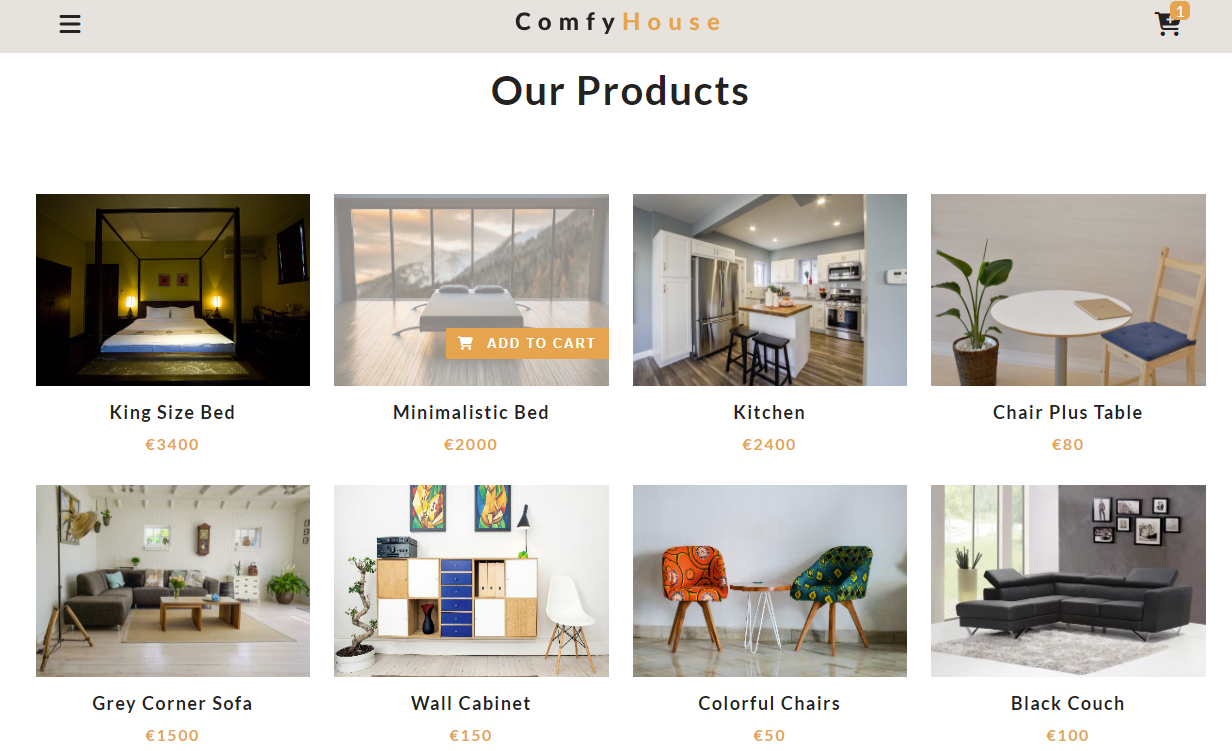 ComfyHouse
1
Our Products
ADD TO CART
King Size Bed
Minimalistic Bed
Kitchen
Chair Plus Table
€3400
€2000
€2400
€80
Grey Corner Sofa
Wall Cabinet
Colorful Chairs
Black Couch
€1500
€150
€50
€100